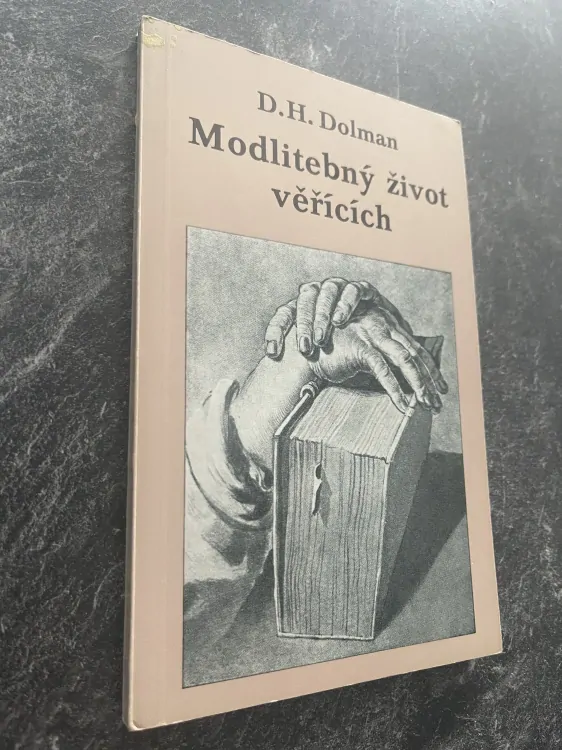 D.H. Dolman
Modlitebný život
věřících